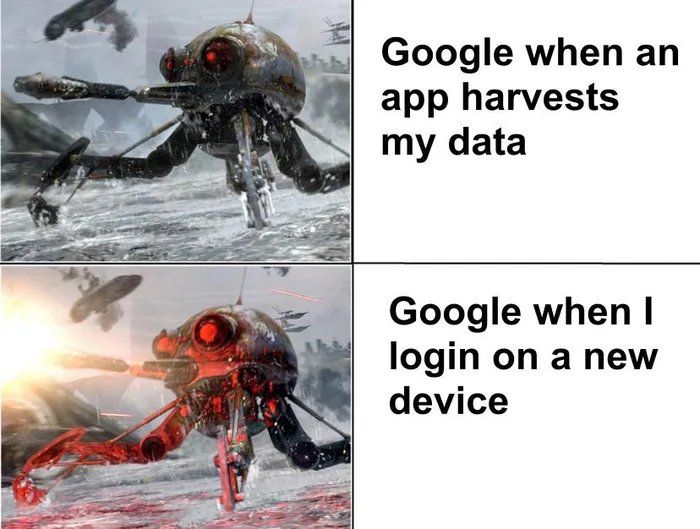 Google when an
app harvests
my data
Google when I
login on a new
device